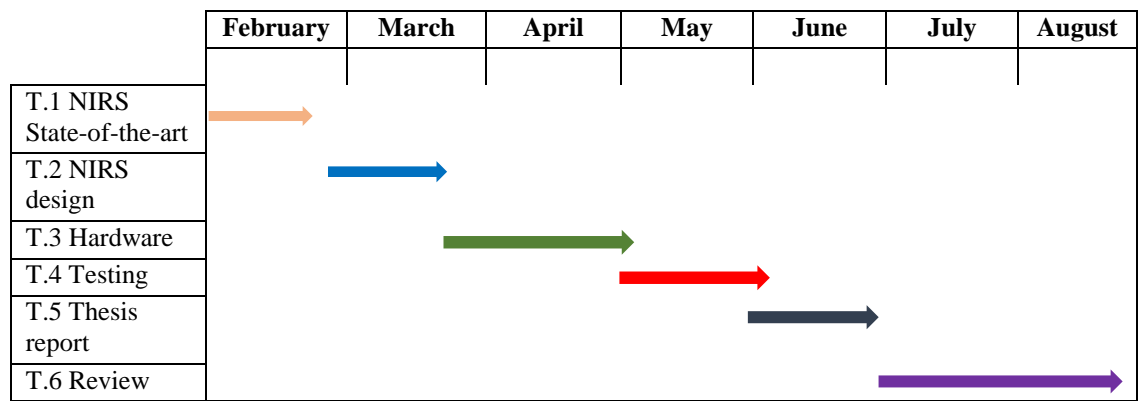 February March April May June July August
T.1 NIRS
State-of-the-art
T.2 NIRS
design
T.3 Hardware
T.4 Testing
T.5 Thesis
report
T.6 Review